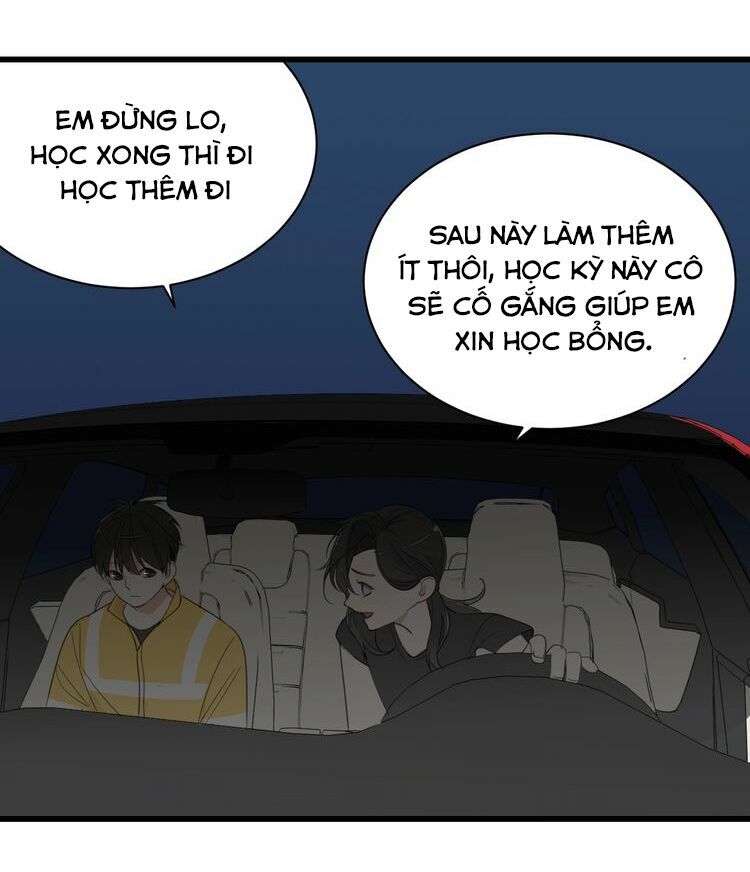 EM ĐỪNG LO,
HỌC XONG THÌ ĐI
HỌC THÊM ĐI
SAU NÀY LÀM THÊM
ÍT THÔI, HỌC KỲ NÀY CÔ
SẼ CỐ GẮNG GIÚP EM
XIN HỌC BỔNG.